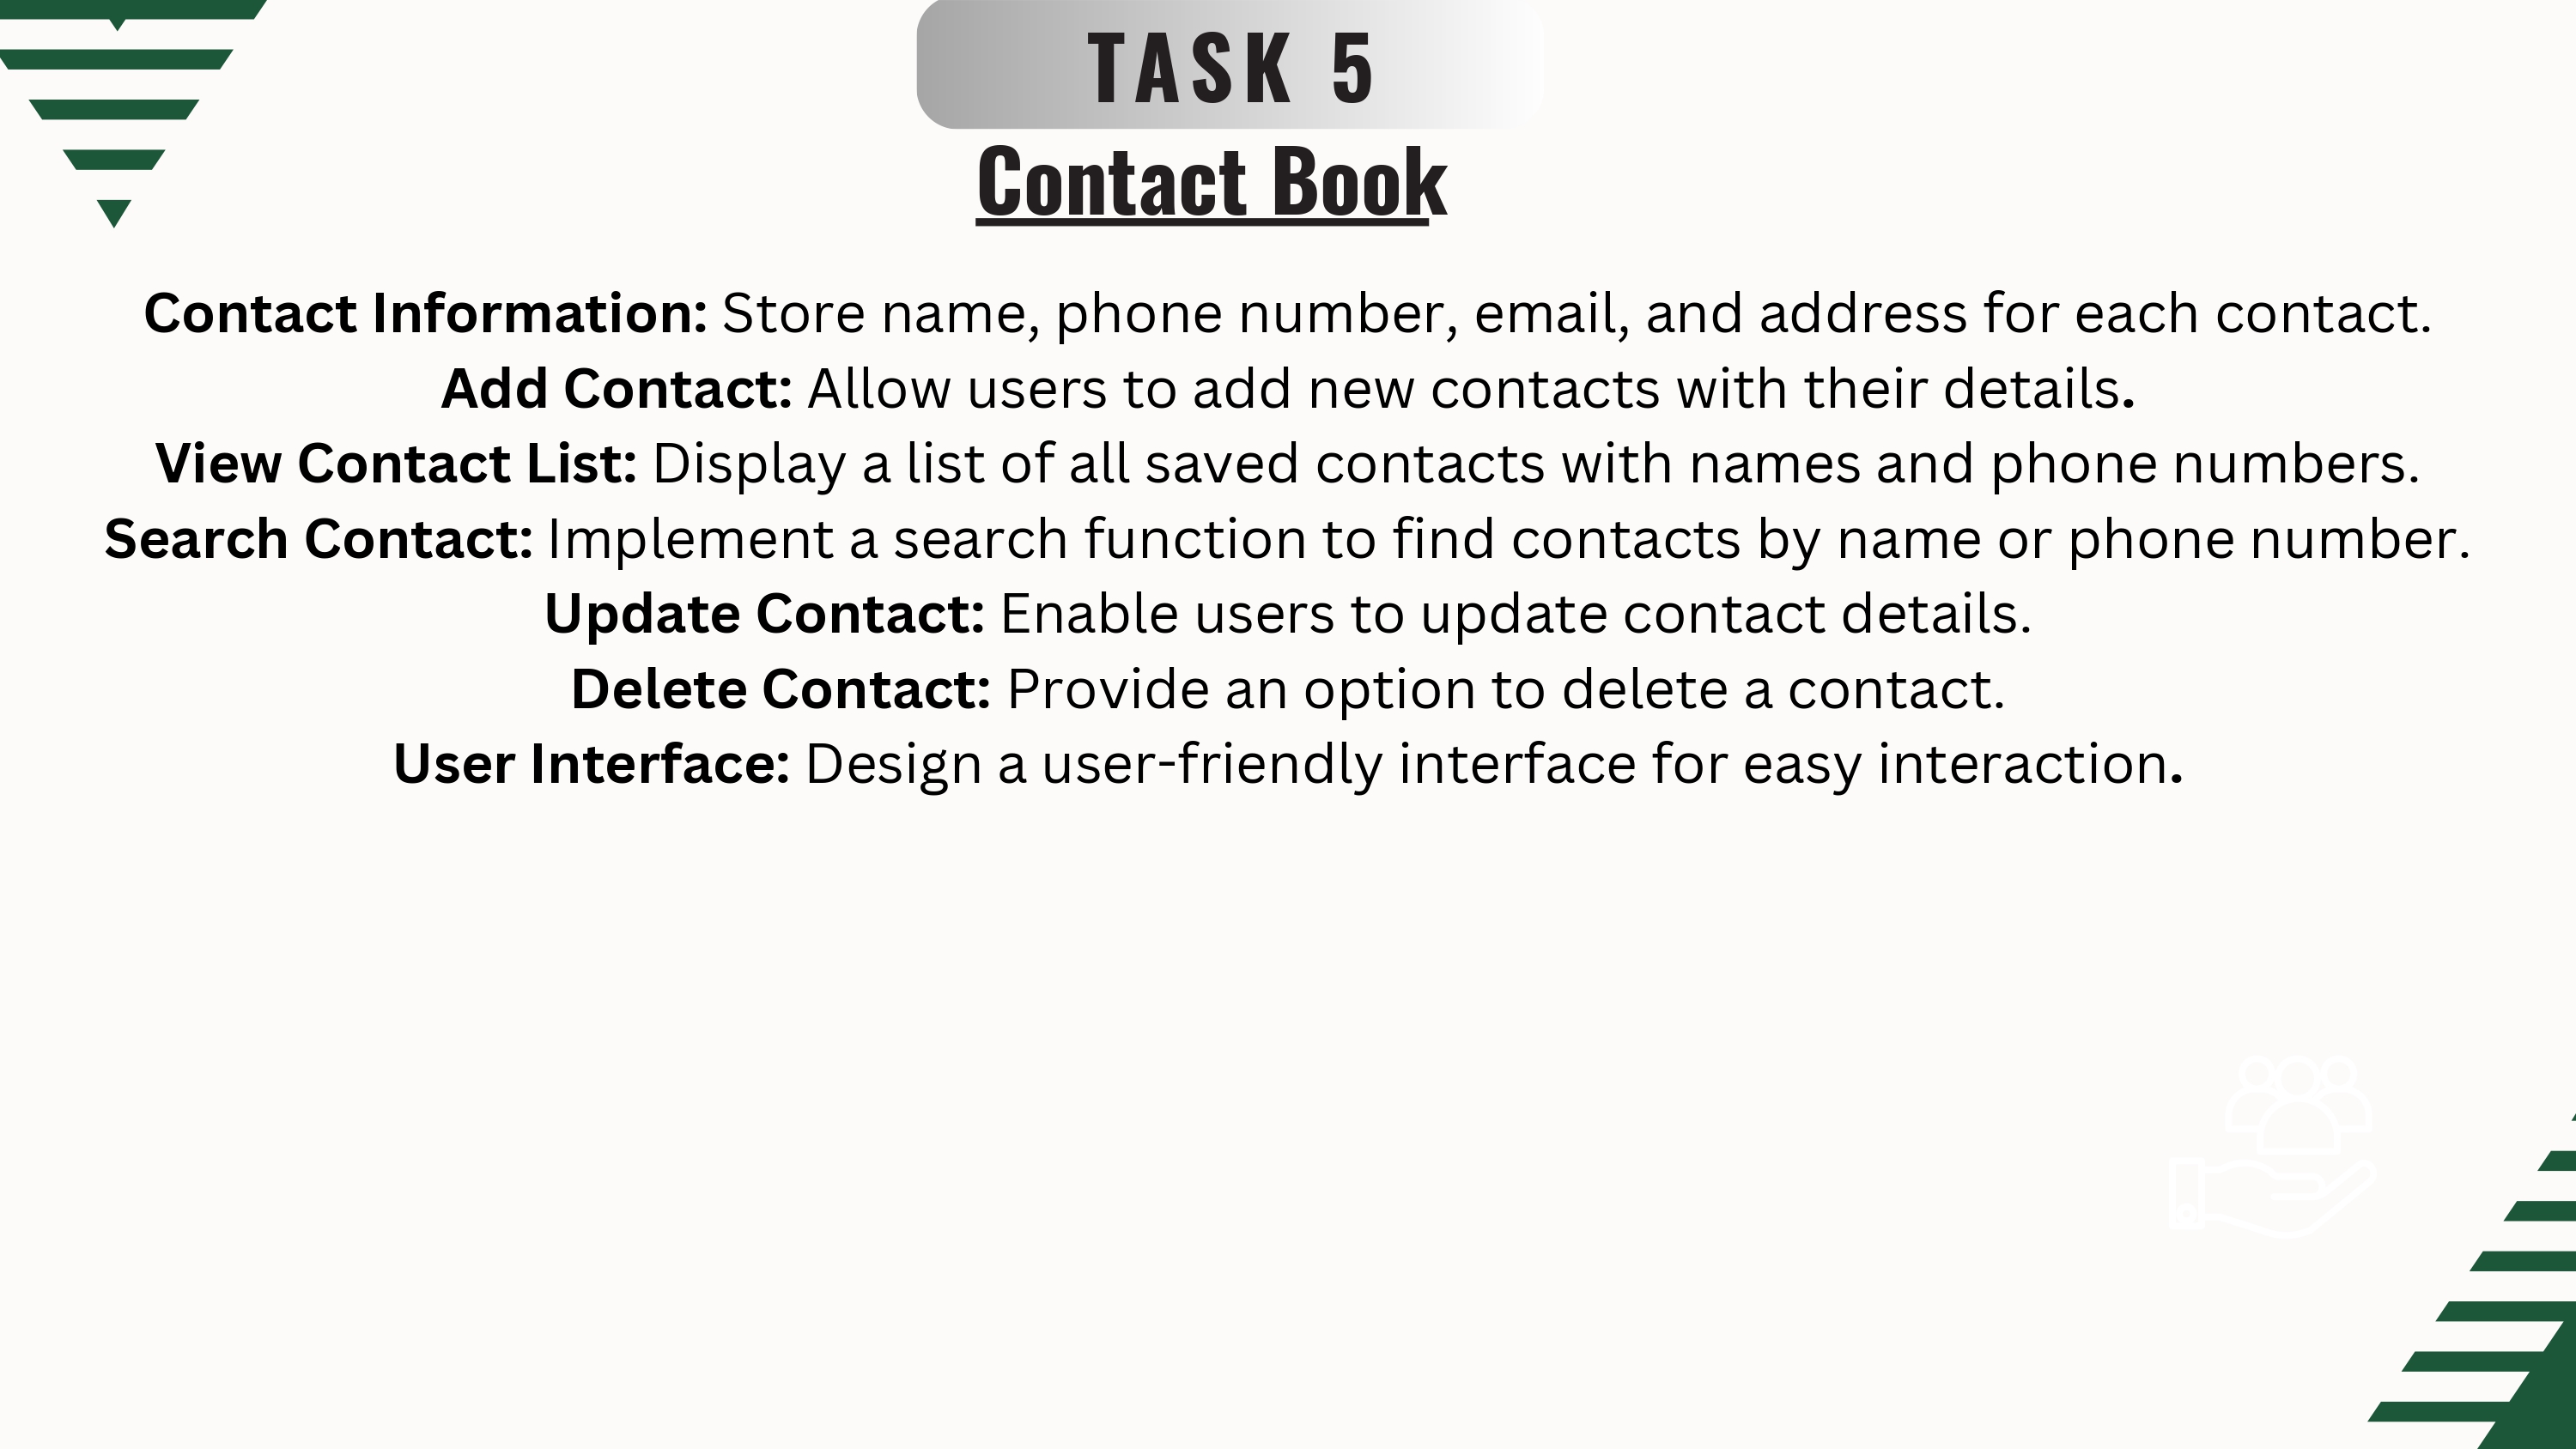 TASK 5
Contact Book
Contact Information: Store name, phone number, email, and address for each contact.
Add Contact: Allow users to add new contacts with their details.
View Contact List: Display a list of all saved contacts with names and phone numbers.
Search Contact: Implement a search function to find contacts by name or phone number.
Update Contact: Enable users to update contact details.
Delete Contact: Provide an option to delete a contact.
User Interface: Design a user-friendly interface for easy interaction.